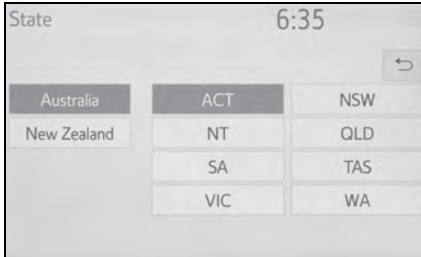 State 6:35
Australia ACT NSW
New Zealand NT QLD
SA TAS
VIC WA